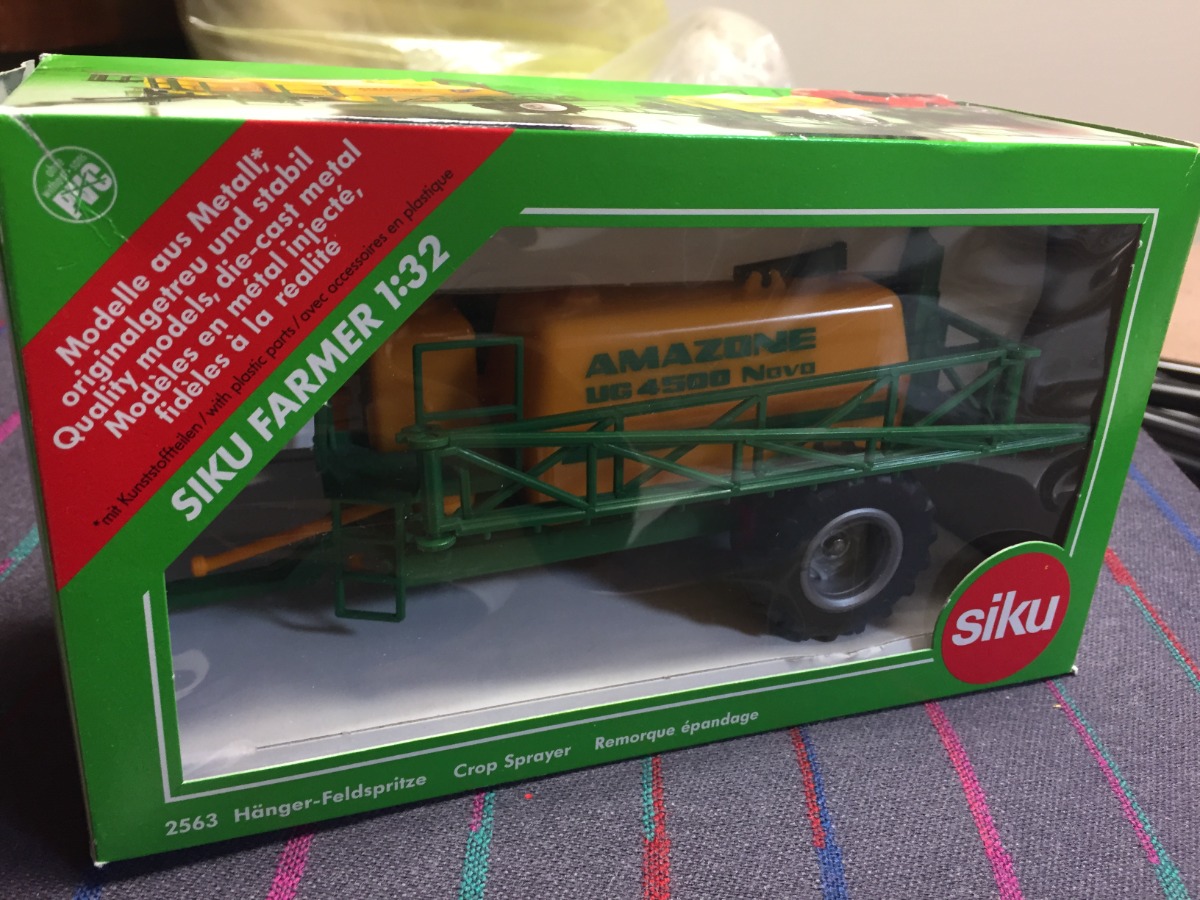 PVC
Modelle aus Metall*,
originalgetreu und stabil
Quality models, die-cast metal
Modèles en métal injecté,
fidèles à la réalité
*mit Kunststoffteilen/with plastic parts/avec accessoires en plastique
SIKU FARMER 1:32
AMAZONE
UG 4500 Nova
siku
2563 Hänger-Feldspritze Crop Sprayer Remorque épandage